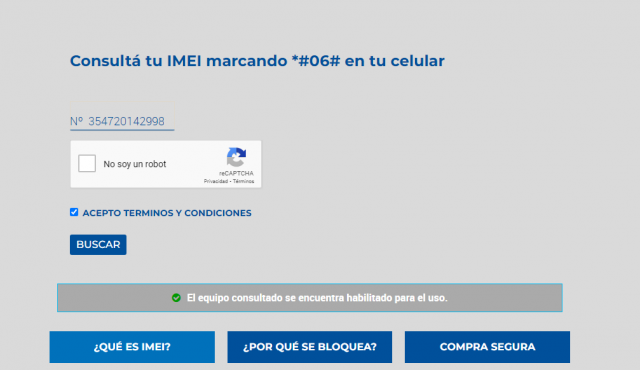 Consultá tu IMEI marcando *#06# en tu celular
Nº 354720142998
No soy un robot
reCAPTCHA
Privacidad - Términos
ACEPTO TERMINOS Y CONDICIONES
BUSCAR
El equipo consultado se encuentra habilitado para el uso.
¿QUÉ ES IMEI?
¿POR QUÉ SE BLOQUEA?
COMPRA SEGURA